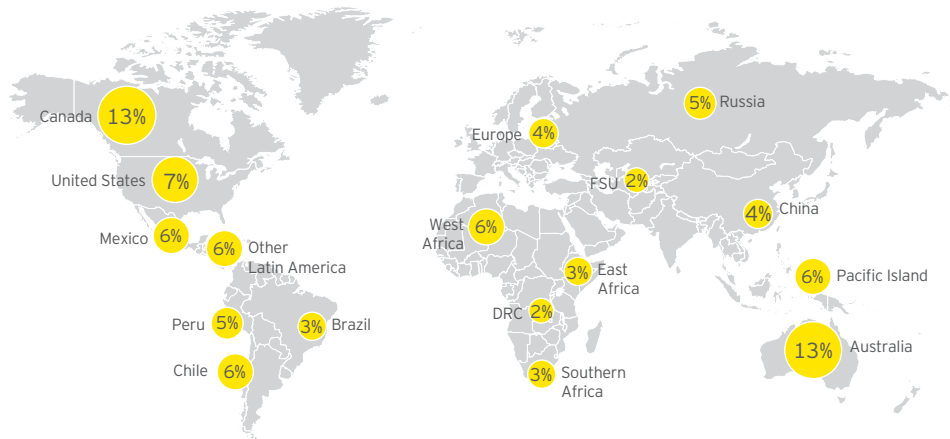 Canada 13%
United States 7%
Mexico 6%
6% Other
Latin America
Peru 5%
3% Brazil
Chile 6%
5% Russia
Europe 4%
FSU 2%
4% China
West
Africa
6%
3% East
Africa
DRC 2%
3% Southern
Africa
6% Pacific Island
13% Australia